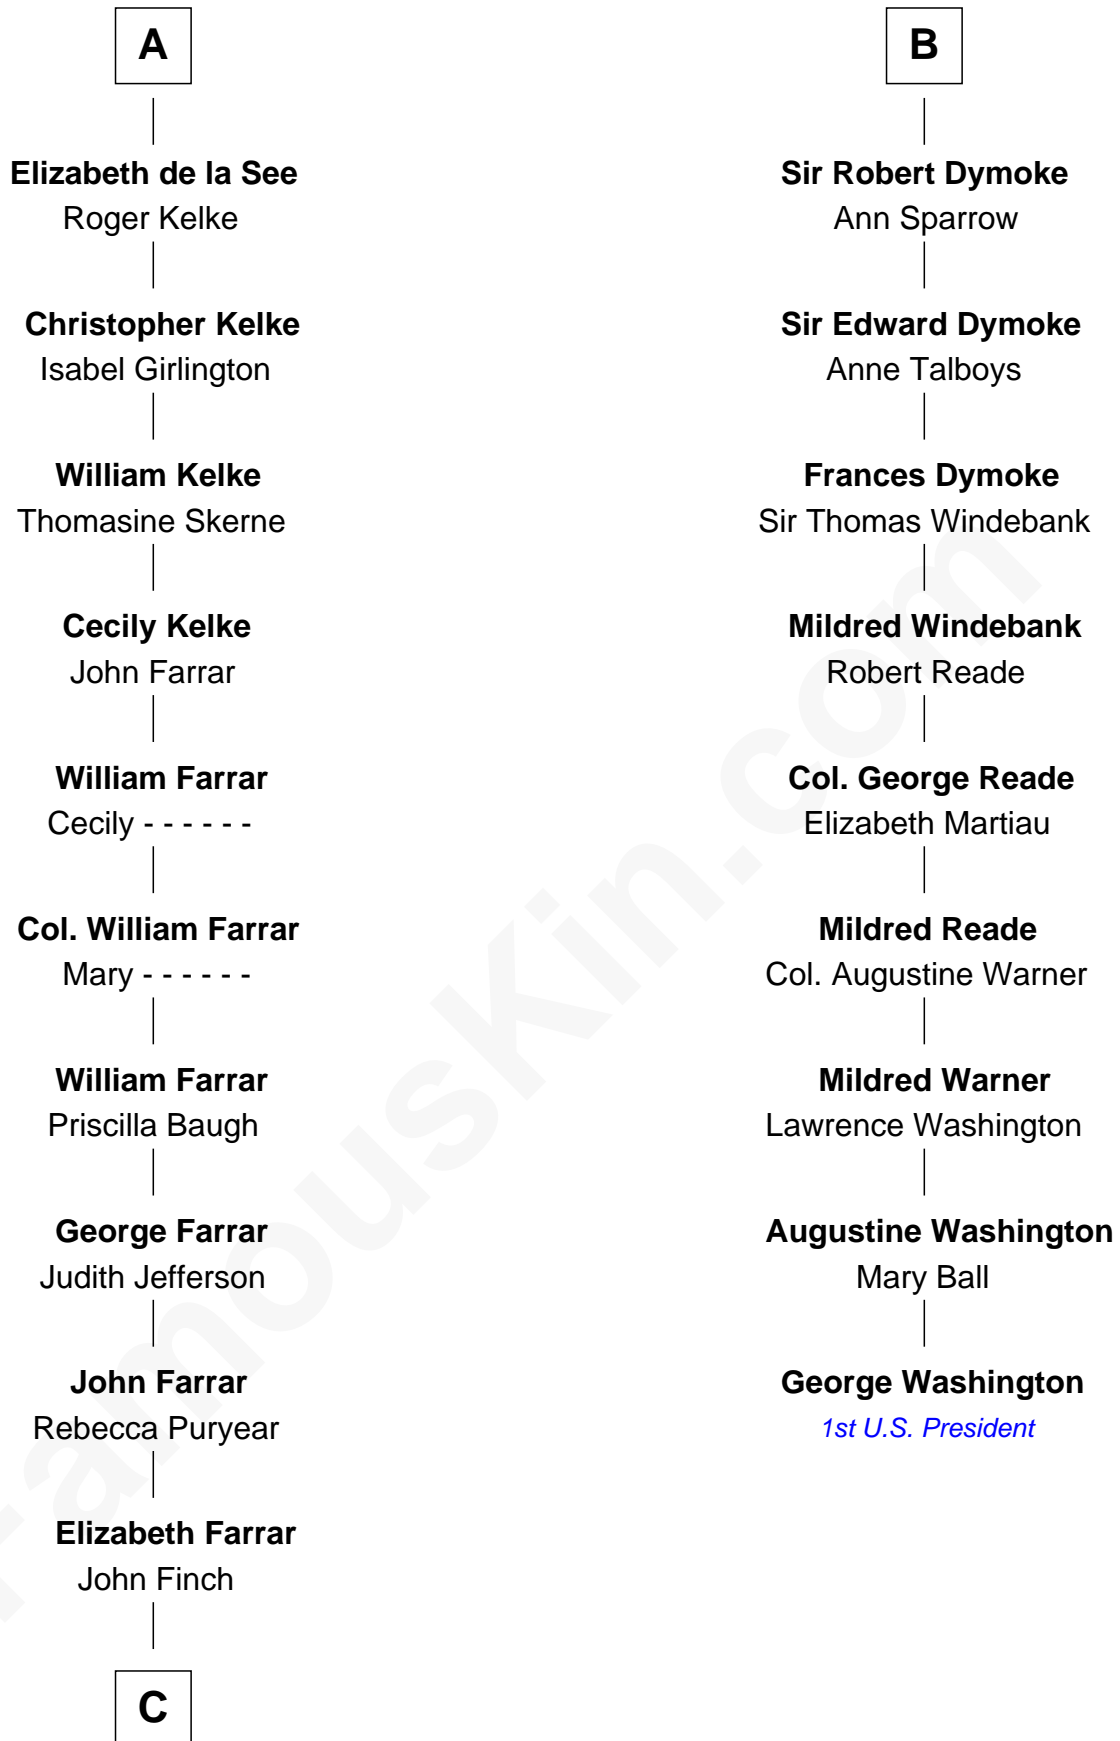 A
Elizabeth de la See
Roger Kelke
Christopher Kelke
Isabel Girlington
William Kelke
Thomasine Skerne
Cecily Kelke
John Farrar
William Farrar
Cecily - - - - - -
Col. William Farrar
Mary - - - - - -
William Farrar
Priscilla Baugh
George Farrar
Judith Jefferson
John Farrar
Rebecca Puryear
Elizabeth Farrar
John Finch
C
B
Sir Robert Dymoke
Ann Sparrow
Sir Edward Dymoke
Anne Talboys
Frances Dymoke
Sir Thomas Windebank
Mildred Windebank
Robert Reade
Col. George Reade
Elizabeth Martiau
Mildred Reade
Col. Augustine Warner
Mildred Warner
Lawrence Washington
Augustine Washington
Mary Ball
George Washington
1st U.S. President
FamousKin.com